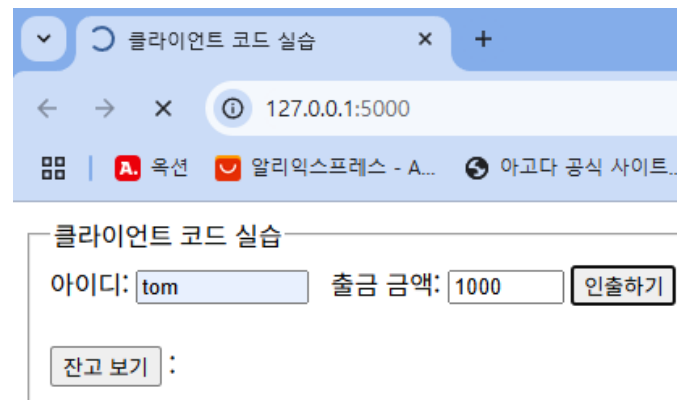 클라이언트 코드 실습
127.0.0.1:5000
A. 옥션 알리익스프레스 - A... 아고다 공식 사이트...
클라이언트 코드 실습
아이디: tom 출금 금액: 1000 인출하기
잔고 보기 :